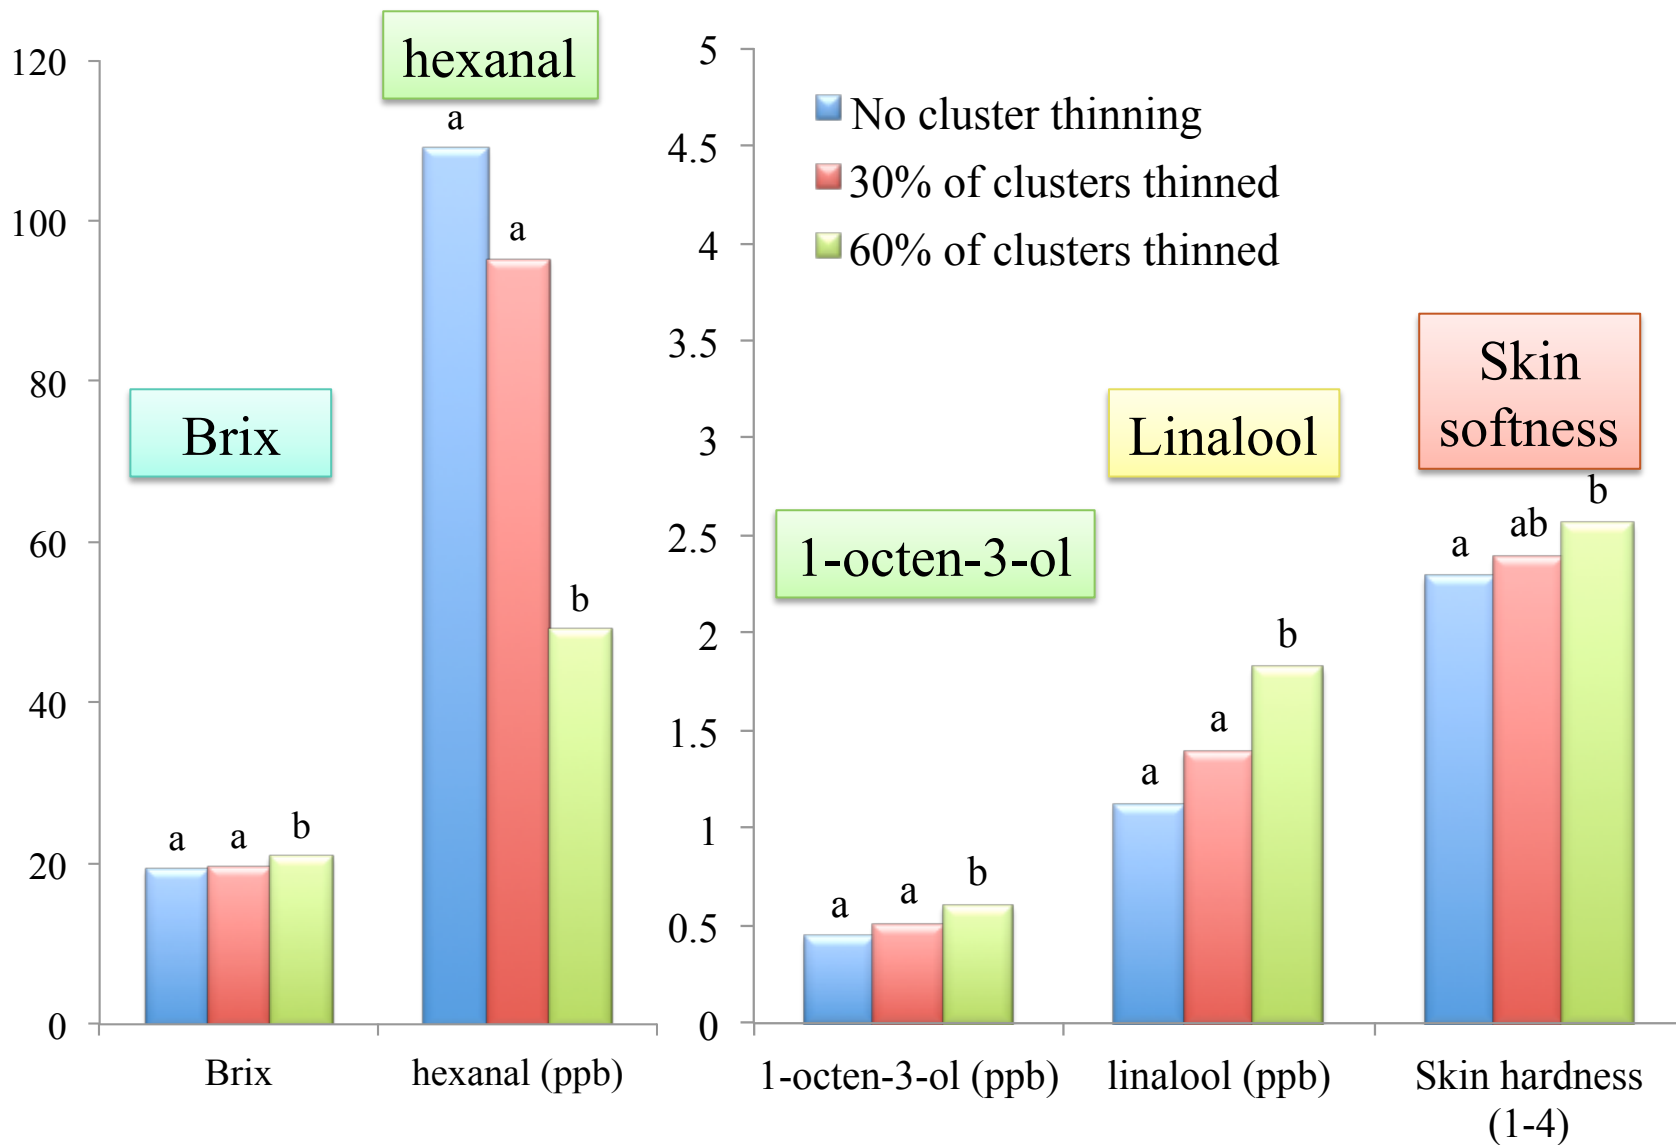 hexanal
120
100
80
60
40
20
0
Brix
a
a
b
a
a
b
Brix
hexanal (ppb)
5
4.5
4
3.5
3
2.5
2
1.5
1
0.5
0
No cluster thinning
30% of clusters thinned
60% of clusters thinned
1-octen-3-ol
Linalool
Skin
softness
a
a
b
a
a
b
a
ab
b
1-octen-3-ol (ppb)
linalool (ppb)
Skin hardness
(1-4)